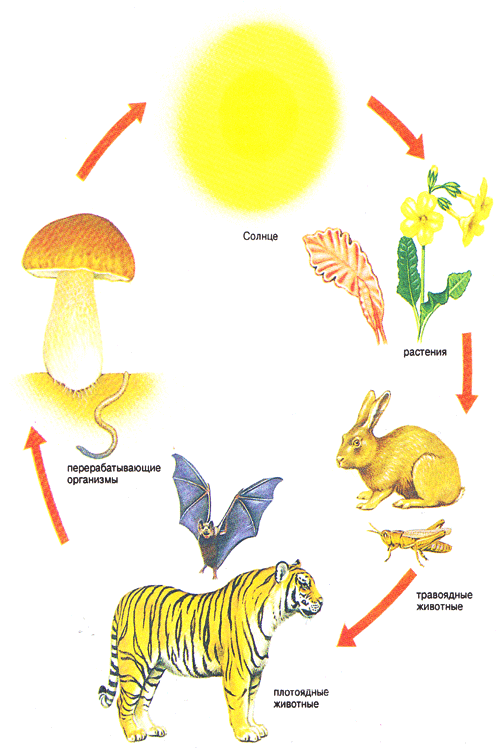 Солнце
растения
травоядные
животные
плотоядные
животные
перерабатывающие
организмы